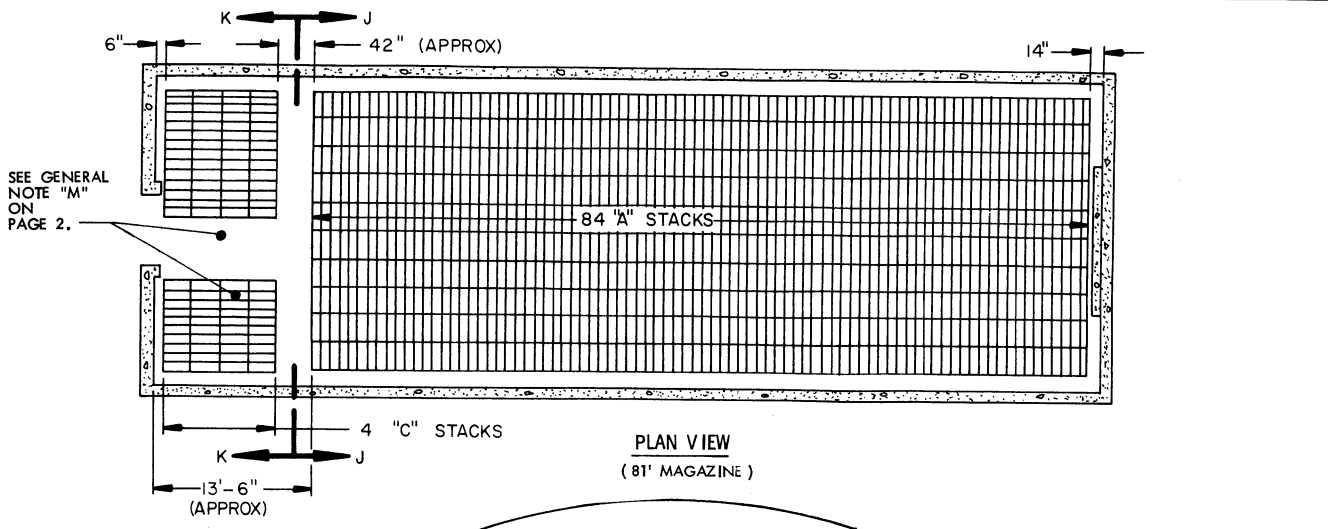 K J
6"
42" (APPROX)
14"
SEE GENERAL
NOTE "M"
ON
PAGE 2.
84 "A" STACKS
4 "C" STACKS
K J
PLAN VIEW
(81' MAGAZINE)
13'-6"
(APPROX)